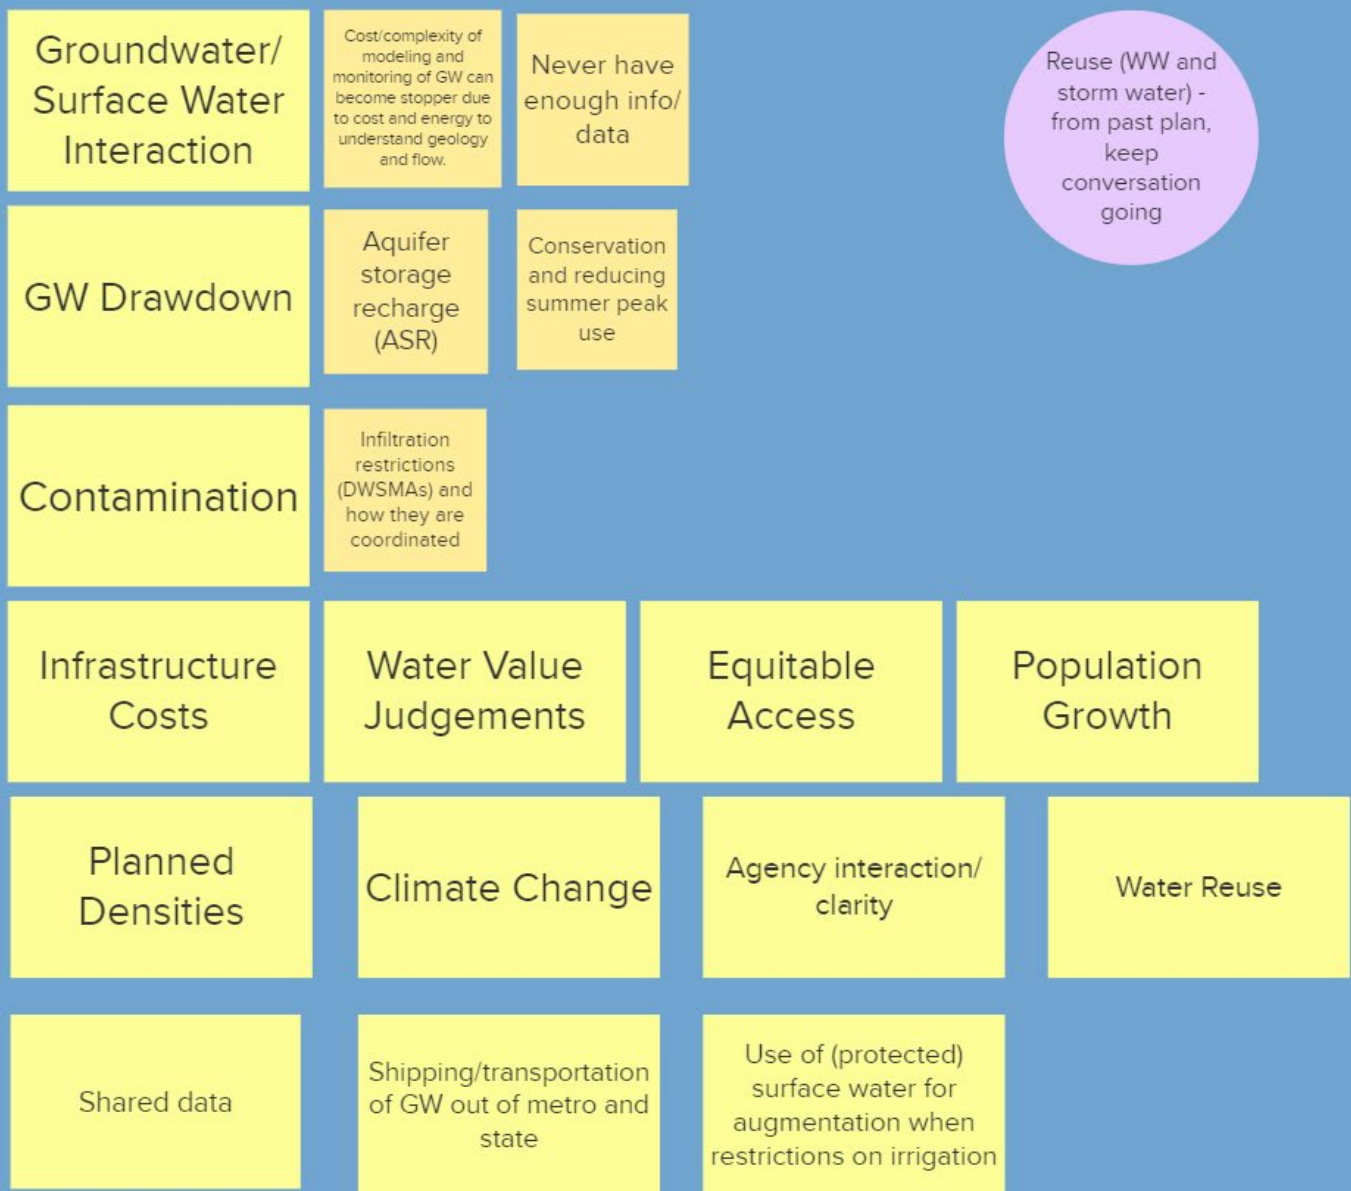 Groundwater/
Surface Water
Interaction
Cost/complexity of
modeling and
monitoring of GW can
become stopper due
to cost and energy to
understand geology
and flow.
Never have
enough info/
data
Reuse (WW and
storm water) -
from past plan,
keep
conversation
going
GW Drawdown
Aquifer
storage
recharge
(ASR)
Conservation
and reducing
summer peak
use
Contamination
Infiltration
restrictions
(DWSMAs) and
how they are
coordinated
Infrastructure
Costs
Water Value
Judgements
Equitable
Access
Population
Growth
Planned
Densities
Climate Change
Agency interaction/
clarity
Water Reuse
Shared data
Shipping/transportation
of GW out of metro and
state
Use of (protected)
surface water for
augmentation when
restrictions on irrigation